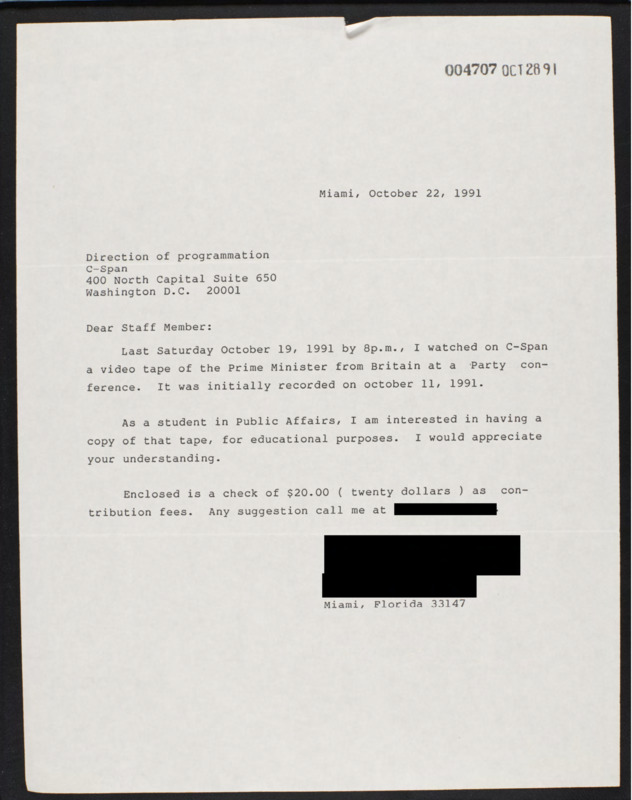 004707 OCT 28 91
Miami, October 22, 1991
Direction of programmation
C-Span
400 North Capital Suite 650
Washington D.C.  20001
Dear Staff Member:
Last Saturday October 19, 1991 by 8p.m., I watched on C-Span
a video tape of the Prime Minister from Britain at a Party con-
ference.  It was initially recorded on october 11, 1991.
As a student in Public Affairs, I am interested in having a
copy of that tape, for educational purposes.  I would appreciate
your understanding.
Enclosed is a check of $20.00 ( twenty dollars ) as con-
tribution fees.  Any suggestion call me at
Miami, Florida 33147